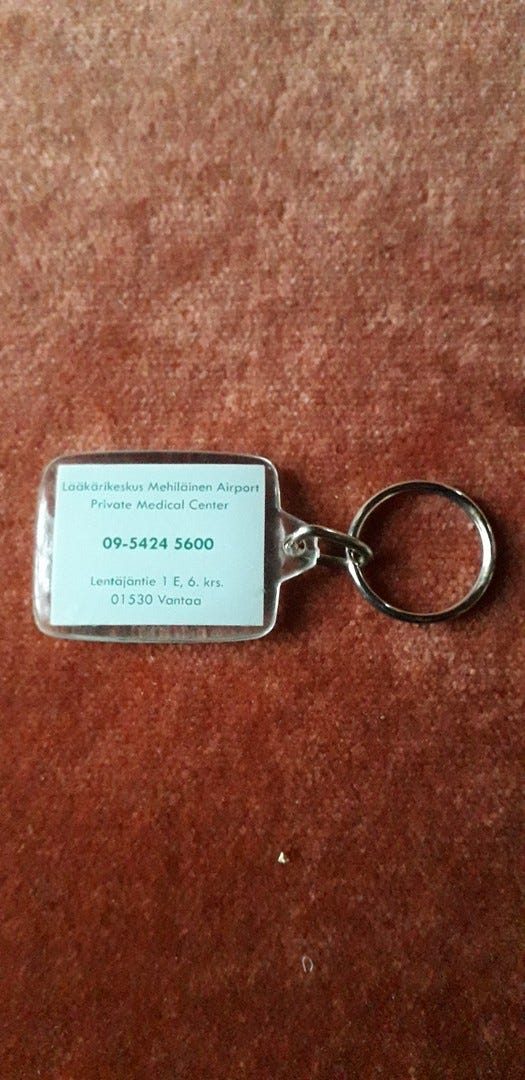 Lääkärikeskus Mehiläinen Airport
Private Medical Center
09-5424 5600
Lentäjäntie 1 E, 6. krs.
01530 Vantaa